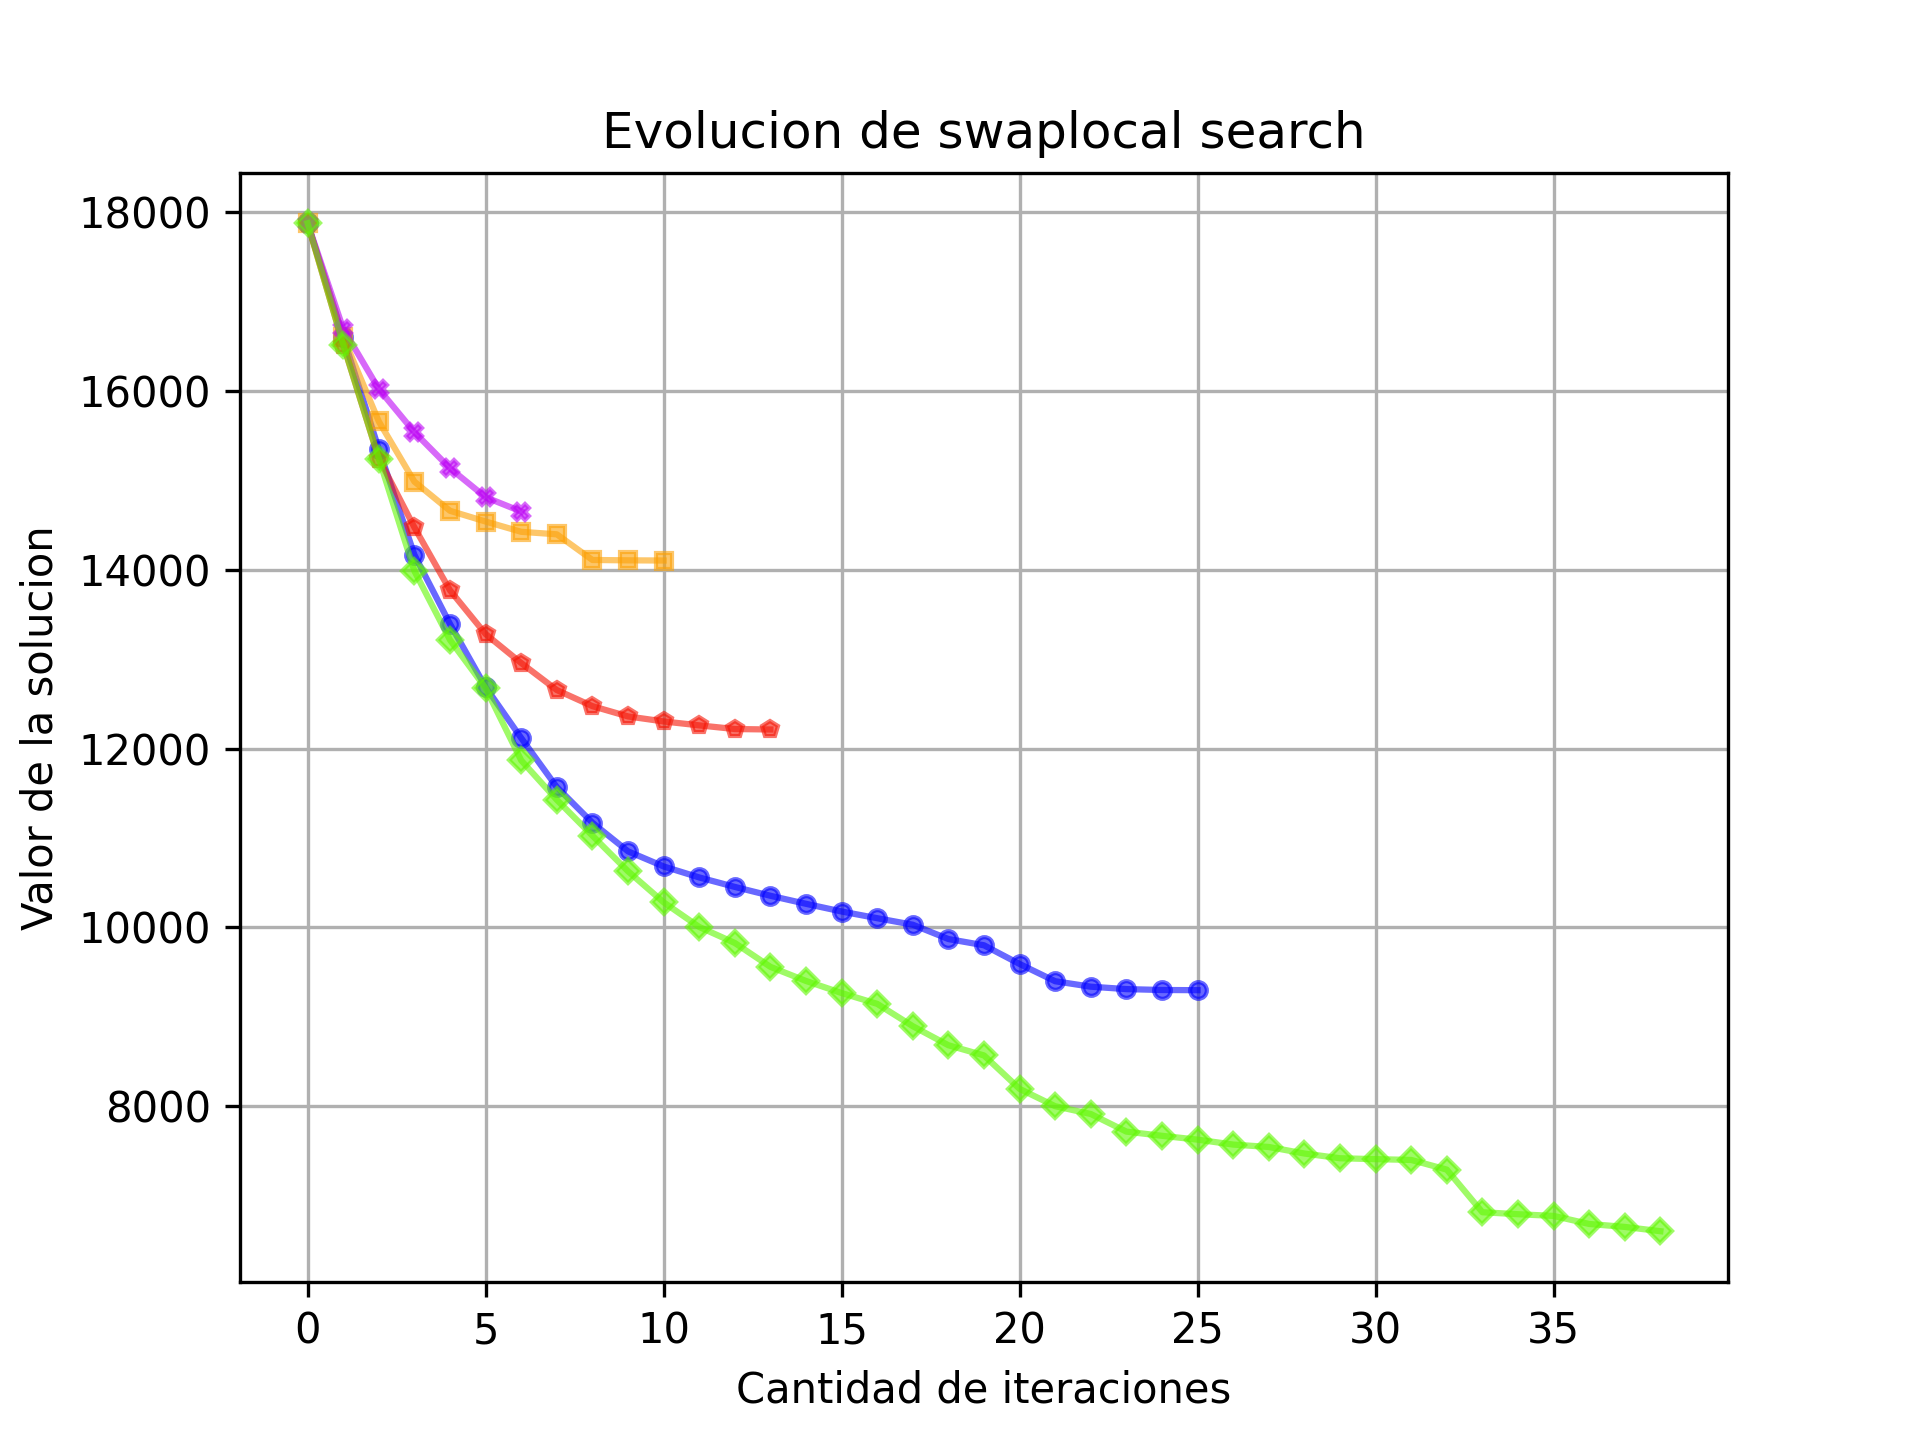 Evolucion de swaplocal search
Valor de la solucion
18000
16000
14000
12000
10000
8000
0 5 10 15 20 25 30 35
Cantidad de iteraciones